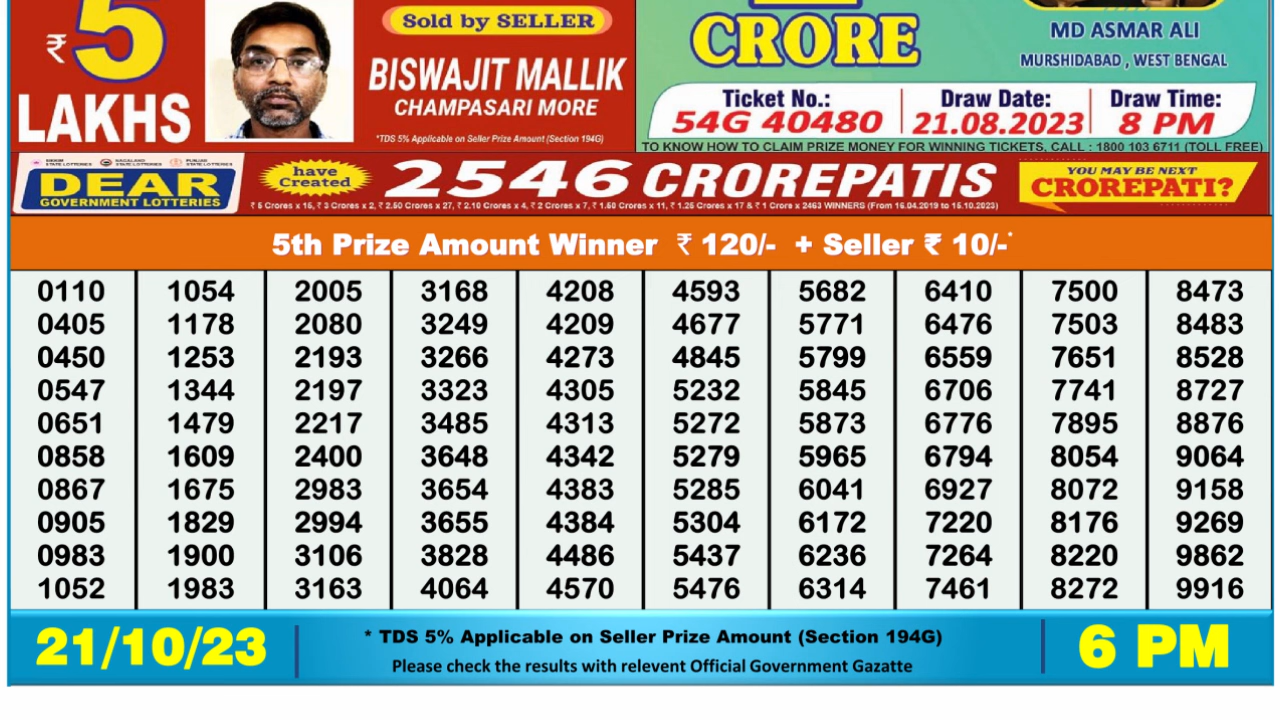 ₹5
LAKHS
Sold by SELLER
BISWAJIT MALLIK
CHAMPASARI MORE
*TDS 5% Applicable on Seller Prize Amount (Section 194G)
CRORE
MD ASMAR ALI
MURSHIDABAD , WEST BENGAL
Ticket No.: Draw Date: Draw Time:
54G 40480 21.08.2023 8 PM
TO KNOW HOW TO CLAIM PRIZE MONEY FOR WINNING TICKETS, CALL : 1800 103 6711 (TOLL FREE)
SIKKIM STATE LOTTERIES NAGALAND STATE LOTTERIES PUNJAB STATE LOTTERIES
DEAR
GOVERNMENT LOTTERIES
have Created
2546 CROREPATIS
₹ 5 Crores x 15, ₹ 3 Crores x 2, ₹ 2.50 Crores x 27, ₹ 2.10 Crores x 4, ₹ 2 Crores x 7, ₹ 1.50 Crores x 11, ₹ 1.25 Crores x 17 & ₹ 1 Crore x 2463 WINNERS (From 16.04.2019 to 15.10.2023)
YOU MAY BE NEXT
CROREPATI?
5th Prize Amount Winner ₹ 120/- + Seller ₹ 10/-*
0110 1054 2005 3168 4208 4593 5682 6410 7500 8473
0405 1178 2080 3249 4209 4677 5771 6476 7503 8483
0450 1253 2193 3266 4273 4845 5799 6559 7651 8528
0547 1344 2197 3323 4305 5232 5845 6706 7741 8727
0651 1479 2217 3485 4313 5272 5873 6776 7895 8876
0858 1609 2400 3648 4342 5279 5965 6794 8054 9064
0867 1675 2983 3654 4383 5285 6041 6927 8072 9158
0905 1829 2994 3655 4384 5304 6172 7220 8176 9269
0983 1900 3106 3828 4486 5437 6236 7264 8220 9862
1052 1983 3163 4064 4570 5476 6314 7461 8272 9916
21/10/23
* TDS 5% Applicable on Seller Prize Amount (Section 194G)
Please check the results with relevent Official Government Gazatte
6 PM